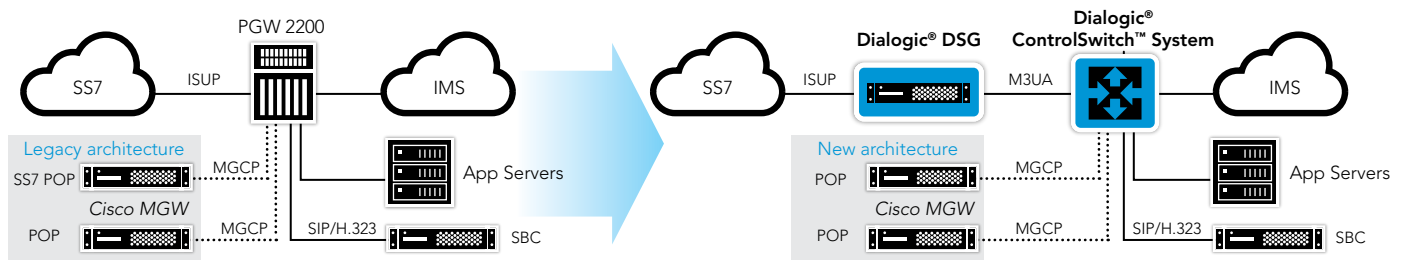 PGW 2200
SS7
ISUP
IMS
Legacy architecture
SS7 POP
MGCP
Cisco MGW
POP
MGCP
SIP/H.323
App Servers
SBC
Dialogic® DSG
Dialogic®
ControlSwitch™ System
SS7
ISUP
M3UA
IMS
New architecture
POP
MGCP
Cisco MGW
POP
MGCP
SIP/H.323
App Servers
SBC